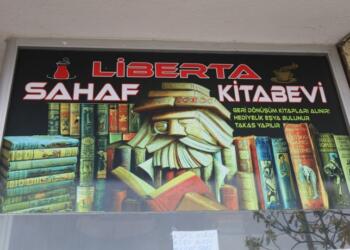 LİBERTA
SAHAF KİTABEVİ
GERİ DÖNÜŞÜM KİTAPLARI ALINIR!
HEDİYELİK EŞYA BULUNUR
TAKAS YAPILIR